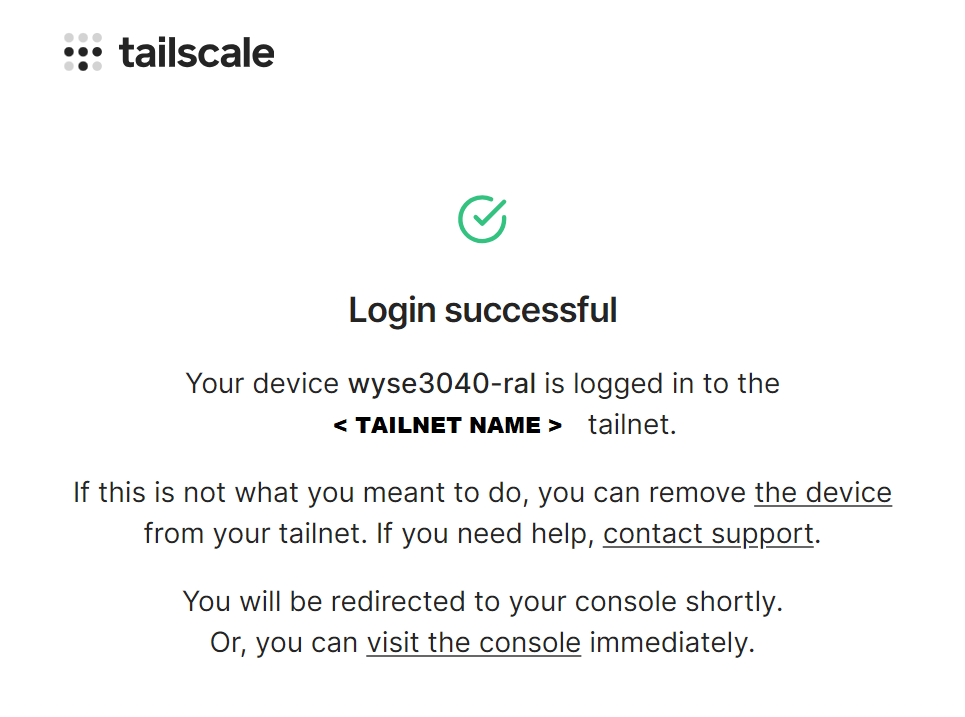 tailscale
Login successful
Your device wyse3040-ral is logged in to the
< TAILNET NAME > tailnet.
If this is not what you meant to do, you can remove the device
from your tailnet. If you need help, contact support.
You will be redirected to your console shortly.
Or, you can visit the console immediately.